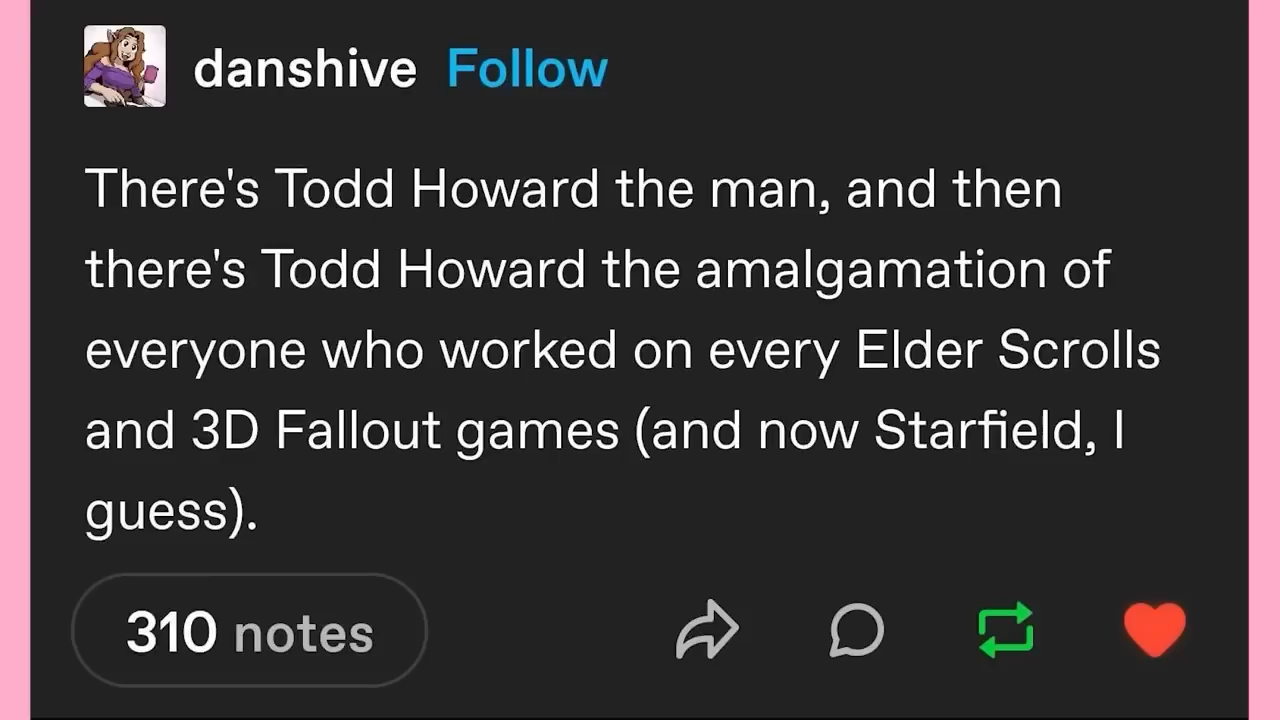 danshive Follow
There's Todd Howard the man, and then
there's Todd Howard the amalgamation of
everyone who worked on every Elder Scrolls
and 3D Fallout games (and now Starfield, I
guess).
310 notes